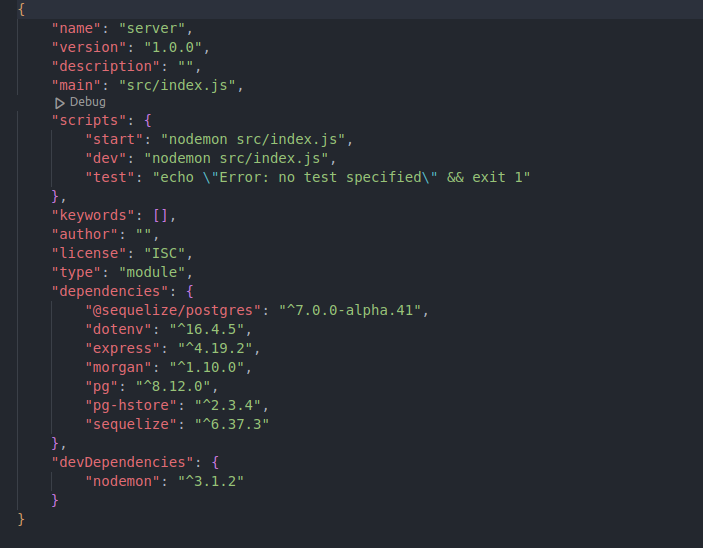 {
"name": "server",
"version": "1.0.0",
"description": "",
"main": "src/index.js",
Debug
"scripts": {
"start": "nodemon src/index.js",
"dev": "nodemon src/index.js",
"test": "echo \"Error: no test specified\" && exit 1"
},
"keywords": [],
"author": "",
"license": "ISC",
"type": "module",
"dependencies": {
"@sequelize/postgres": "^7.0.0-alpha.41",
"dotenv": "^16.4.5",
"express": "^4.19.2",
"morgan": "^1.10.0",
"pg": "^8.12.0",
"pg-hstore": "^2.3.4",
"sequelize": "^6.37.3"
},
"devDependencies": {
"nodemon": "^3.1.2"
}
}